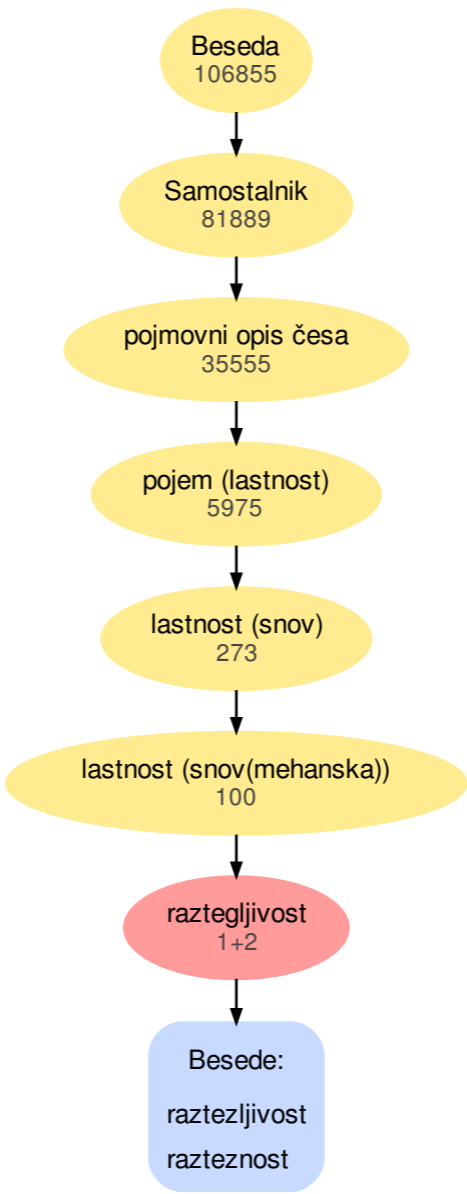 Beseda
106855
Samostalnik
81889
pojmovni opis česa
35555
pojem (lastnost)
5975
lastnost (snov)
273
lastnost (snov(mehanska))
100
raztegljivost
1+2
Besede:
raztezljivost
razteznost